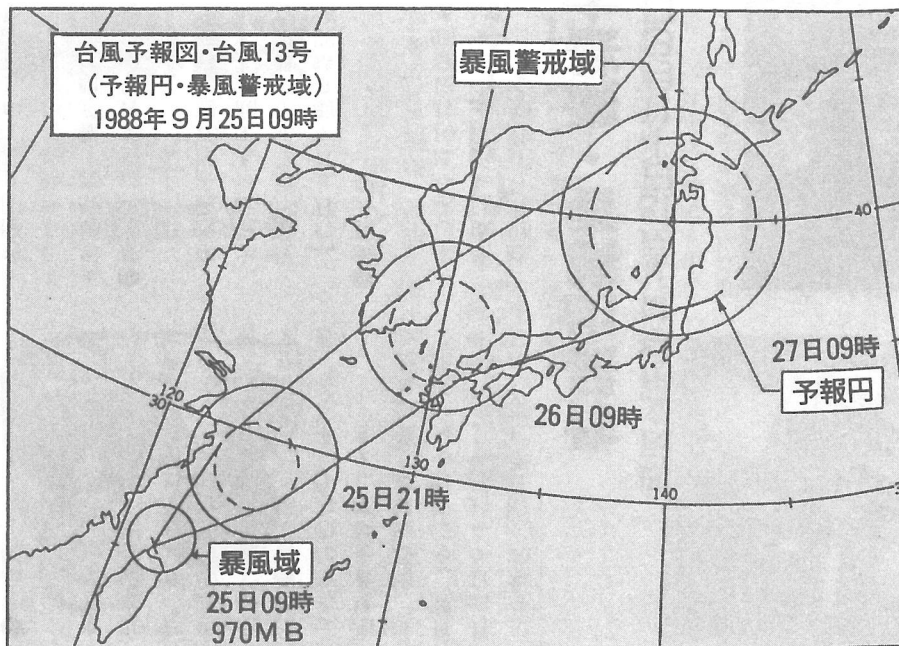 台風予報図・台風13号
(予報円・暴風警戒域)
1988年9月25日09時
暴風警戒域
40
27日09時
予報円
26日09時
120
30
130
25日21時
140
暴風域
25日09時
970MB